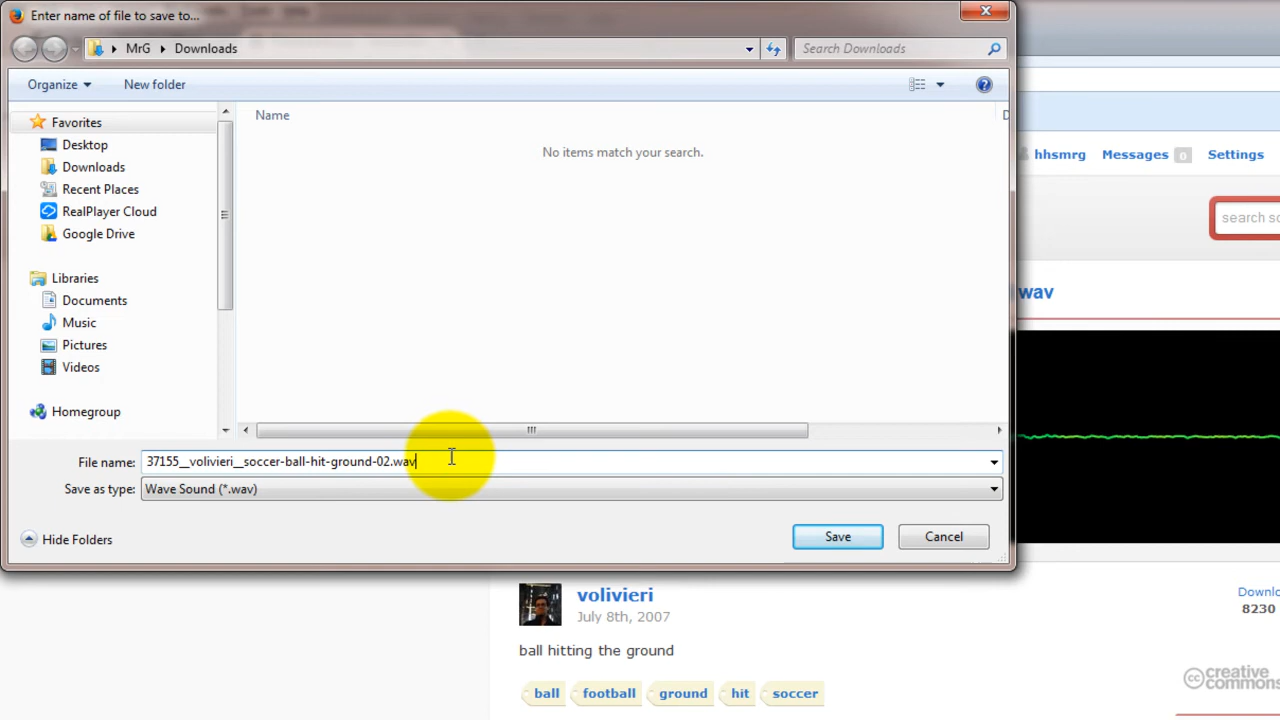 Enter name of file to save to...
MrG Downloads
Search Downloads
Organize New folder
Favorites
Desktop
Downloads
Recent Places
RealPlayer Cloud
Google Drive
Libraries
Documents
Music
Pictures
Videos
Homegroup
Name
No items match your search.
File name: 37155__volivieri__soccer-ball-hit-ground-02.wav
Save as type: Wave Sound (*.wav)
Hide Folders
Save Cancel
hhsmrg Messages 0 Settings
search so
wav
volivieri
July 8th, 2007
Downlo
8230
ball hitting the ground
ball football ground hit soccer
cc creative
commons